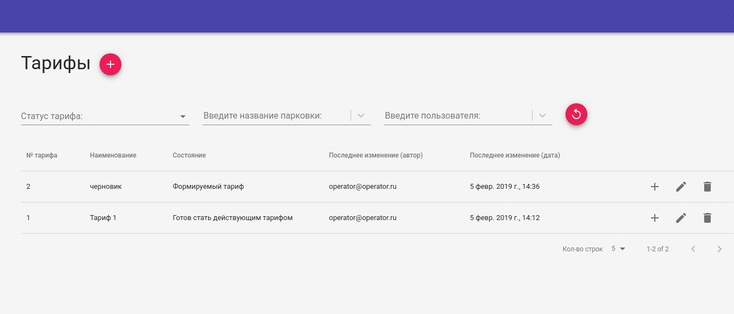 Тарифы
Статус тарифа: Введите название парковки: Введите пользователя:
№ тарифа Наименование Состояние Последнее изменение (автор) Последнее изменение (дата)
2 черновик Формируемый тариф operator@operator.ru 5 февр. 2019 г., 14:36
1 Тариф 1 Готов стать действующим тарифом operator@operator.ru 5 февр. 2019 г., 14:12
Кол-во строк 5 1-2 of 2